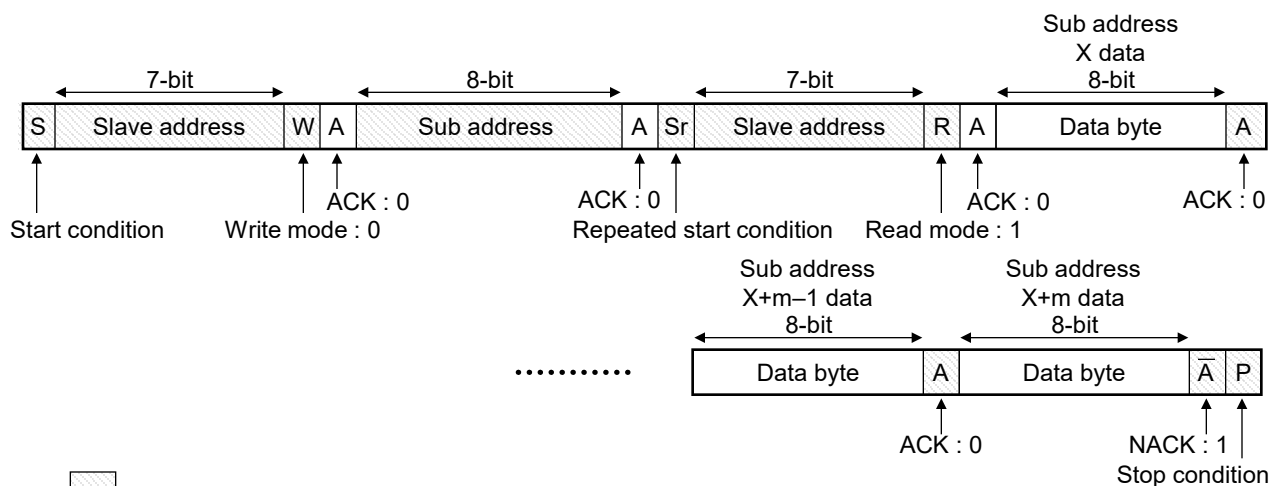 Sub address
X data
7-bit 8-bit 7-bit 8-bit
S Slave address W A Sub address A Sr Slave address R A Data byte A
ACK : 0 ACK : 0 ACK : 0 ACK : 0
Start condition Write mode : 0 Repeated start condition Read mode : 1
Sub address Sub address
X+m–1 data X+m data
8-bit 8-bit
Data byte A Data byte A̅ P
ACK : 0 NACK : 1
Stop condition